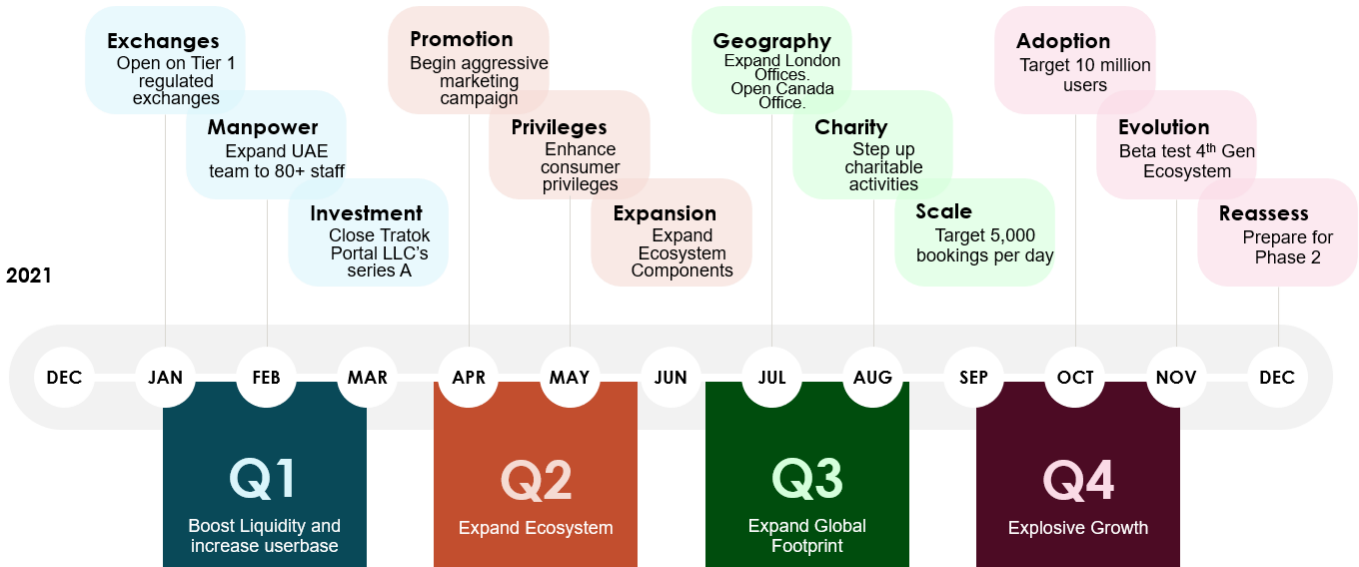 Exchanges
Open on Tier 1
regulated
exchanges
Manpower
Expand UAE
team to 80+ staff
Investment
Close Tratok
Portal LLC's
series A
Promotion
Begin aggressive
marketing
campaign
Privileges
Enhance
consumer
privileges
Expansion
Expand
Ecosystem
Components
Geography
Expand London
Offices.
Open Canada
Office.
Charity
Step up
charitable
activities
Scale
Target 5,000
bookings per day
Adoption
Target 10 million
users
Evolution
Beta test 4th Gen
Ecosystem
Reassess
Prepare for
Phase 2
2021
DEC JAN FEB MAR APR MAY JUN JUL AUG SEP OCT NOV DEC
Q1
Boost Liquidity and
increase userbase
Q2
Expand Ecosystem
Q3
Expand Global
Footprint
Q4
Explosive Growth